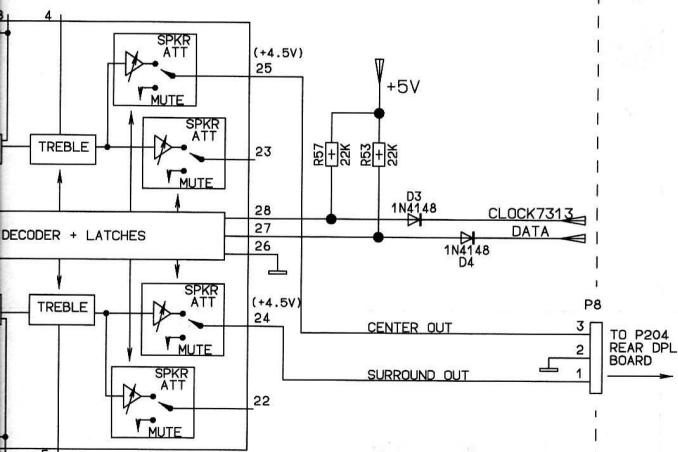 4
SPKR
ATT
MUTE
(+4.5V)
25
+5V
TREBLE
SPKR
ATT
MUTE
23
R57
22K
R53
22K
D3
1N4148
CLOCK7313
28
27
26
DECODER + LATCHES
DATA
1N4148
D4
TREBLE
SPKR
ATT
MUTE
(+4.5V)
24
P8
CENTER OUT
3
2
1
TO P204
REAR DPL
BOARD
SURROUND OUT
SPKR
ATT
MUTE
22